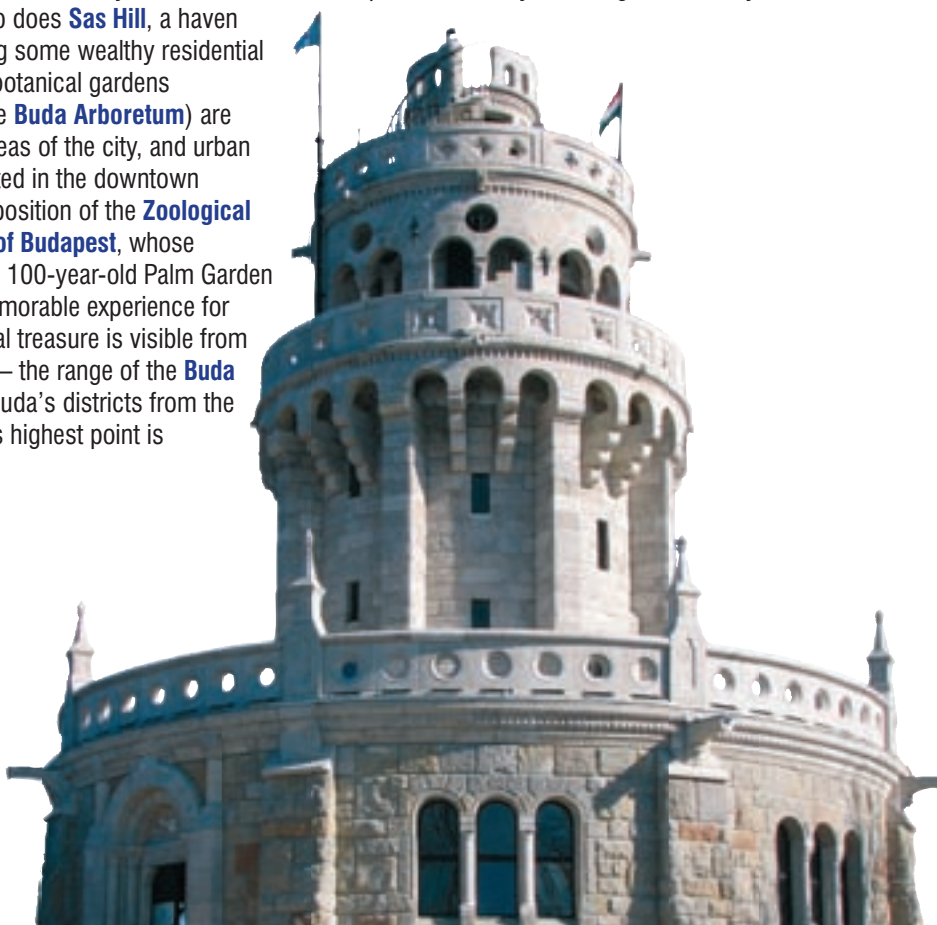 o does Sas Hill, a haven
g some wealthy residential
botanical gardens
e Buda Arboretum) are
eas of the city, and urban
ted in the downtown
position of the Zoological
of Budapest, whose
100-year-old Palm Garden
morable experience for
al treasure is visible from
– the range of the Buda
uda's districts from the
s highest point is